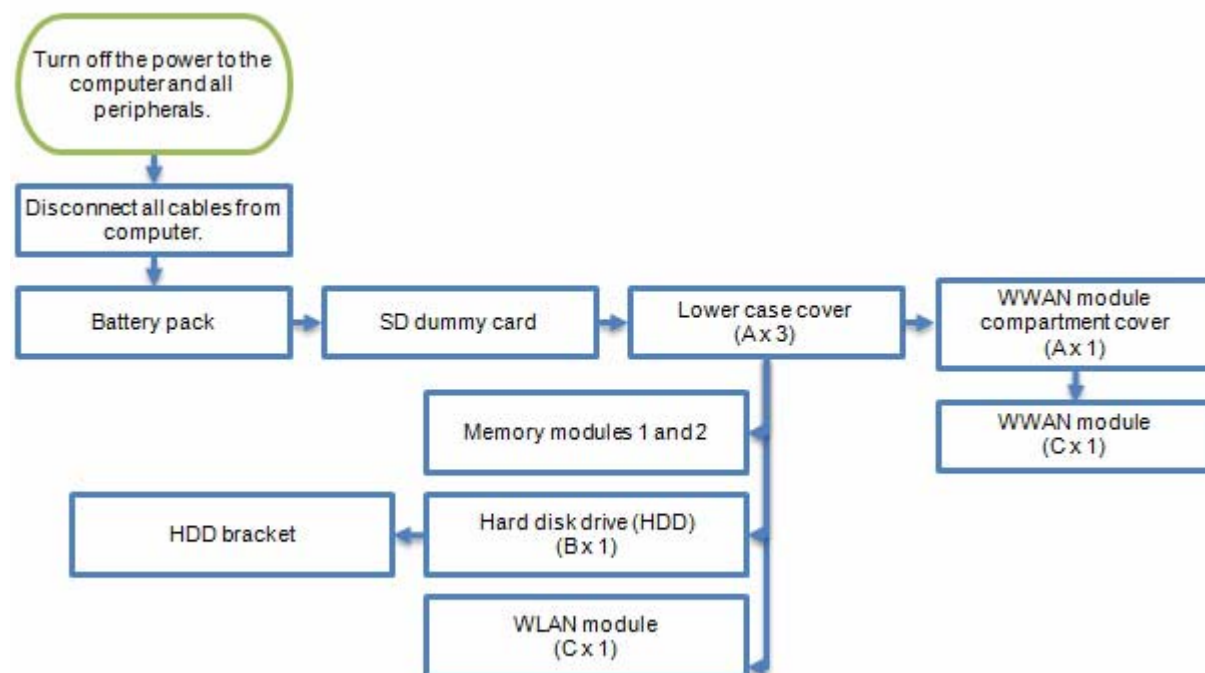 Turn off the power to the
computer and all
peripherals.
Disconnect all cables from
computer.
Battery pack
SD dummy card
Lower case cover
(A x 3)
WWAN module
compartment cover
(A x 1)
Memory modules 1 and 2
WWAN module
(C x 1)
HDD bracket
Hard disk drive (HDD)
(B x 1)
WLAN module
(C x 1)